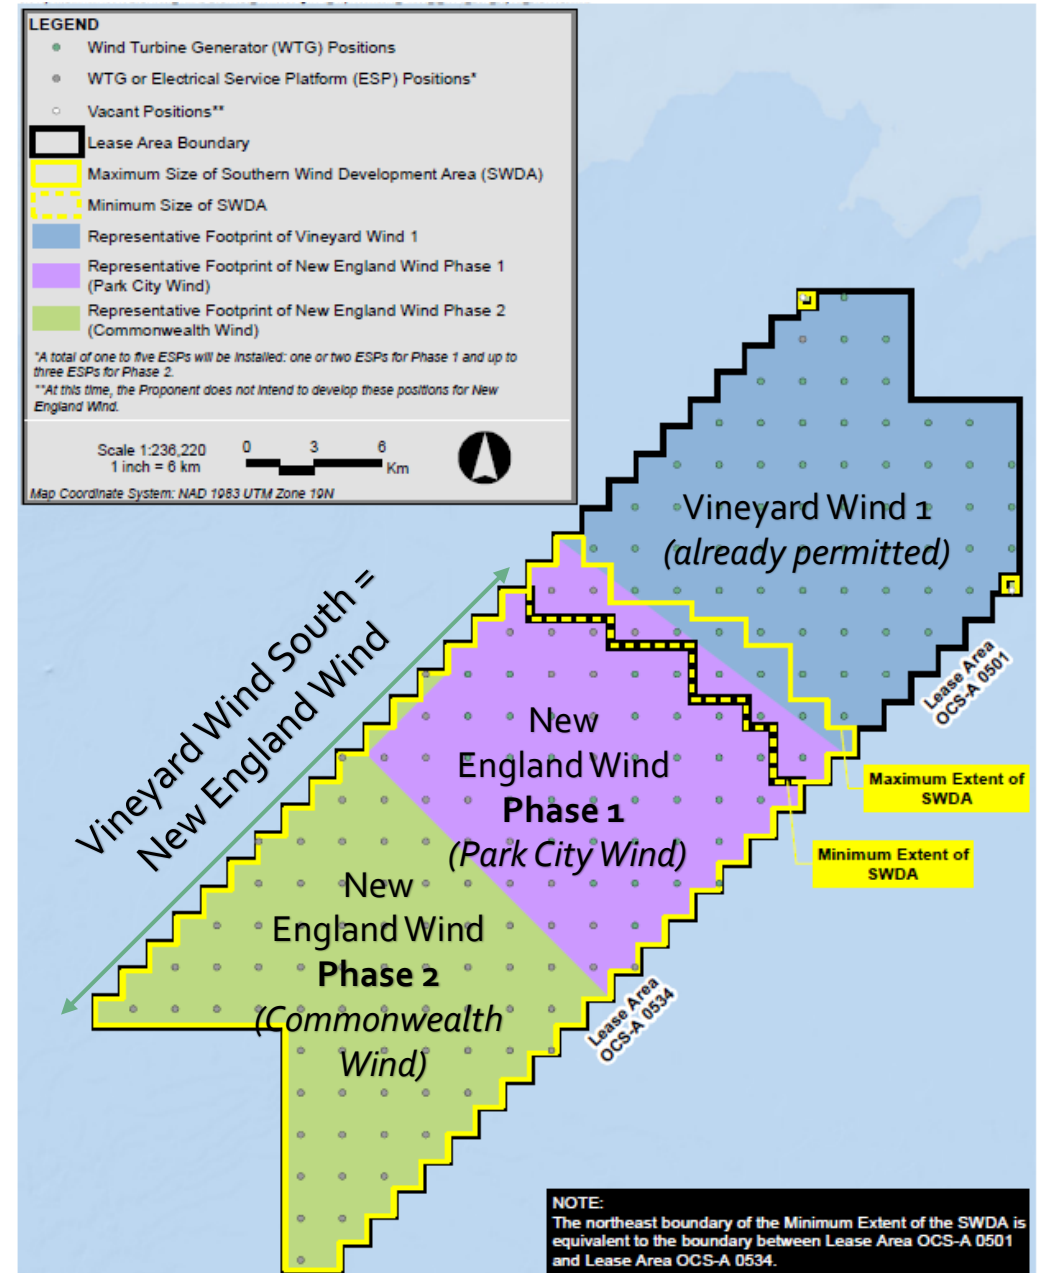 LEGEND
Wind Turbine Generator (WTG) Positions
WTG or Electrical Service Platform (ESP) Positions*
Vacant Positions**
Lease Area Boundary
Maximum Size of Southern Wind Development Area (SWDA)
Minimum Size of SWDA
Representative Footprint of Vineyard Wind 1
Representative Footprint of New England Wind Phase 1
(Park City Wind)
Representative Footprint of New England Wind Phase 2
(Commonwealth Wind)
*A total of one to five ESPs will be installed: one or two ESPs for Phase 1 and up to
three ESPs for Phase 2.
**At this time, the Proponent does not intend to develop these positions for New
England Wind.
Scale 1:236,220
1 inch = 6 km
0 3 6
Km
Map Coordinate System: NAD 1983 UTM Zone 19N
Vineyard Wind 1
(already permitted)
Lease Area
OCS-A 0501
Vineyard Wind South =
New England Wind
New
England Wind
Phase 1
(Park City Wind)
Maximum Extent of
SWDA
Minimum Extent of
SWDA
New
England Wind
Phase 2
(Commonwealth
Wind)
Lease Area
OCS-A 0534
NOTE:
The northeast boundary of the Minimum Extent of the SWDA is
equivalent to the boundary between Lease Area OCS-A 0501
and Lease Area OCS-A 0534.